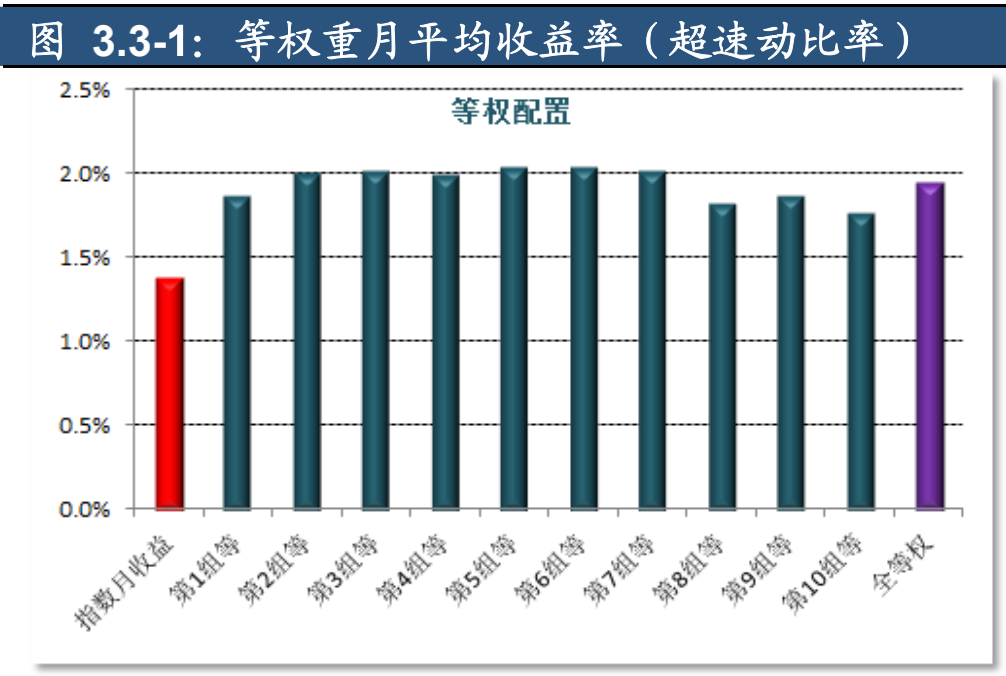 图 3.3-1: 等权重月平均收益率（超速动比率）
等权配置
2.5%
2.0%
1.5%
1.0%
0.5%
0.0%
指数月收益
第1组等
第2组等
第3组等
第4组等
第5组等
第6组等
第7组等
第8组等
第9组等
第10组等
全等权